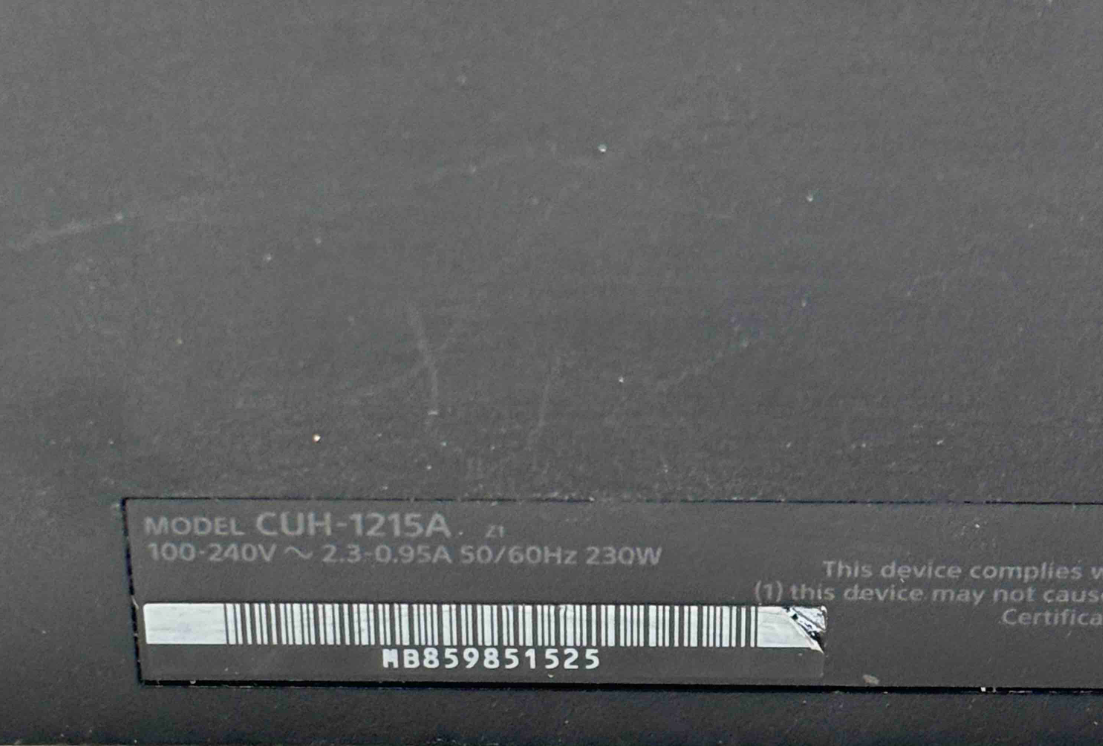 MODEL CUH-1215A. Z1
100-240V ～ 2.3-0.95A 50/60Hz 230W
This device complies
(1) this device may not
MB859851525